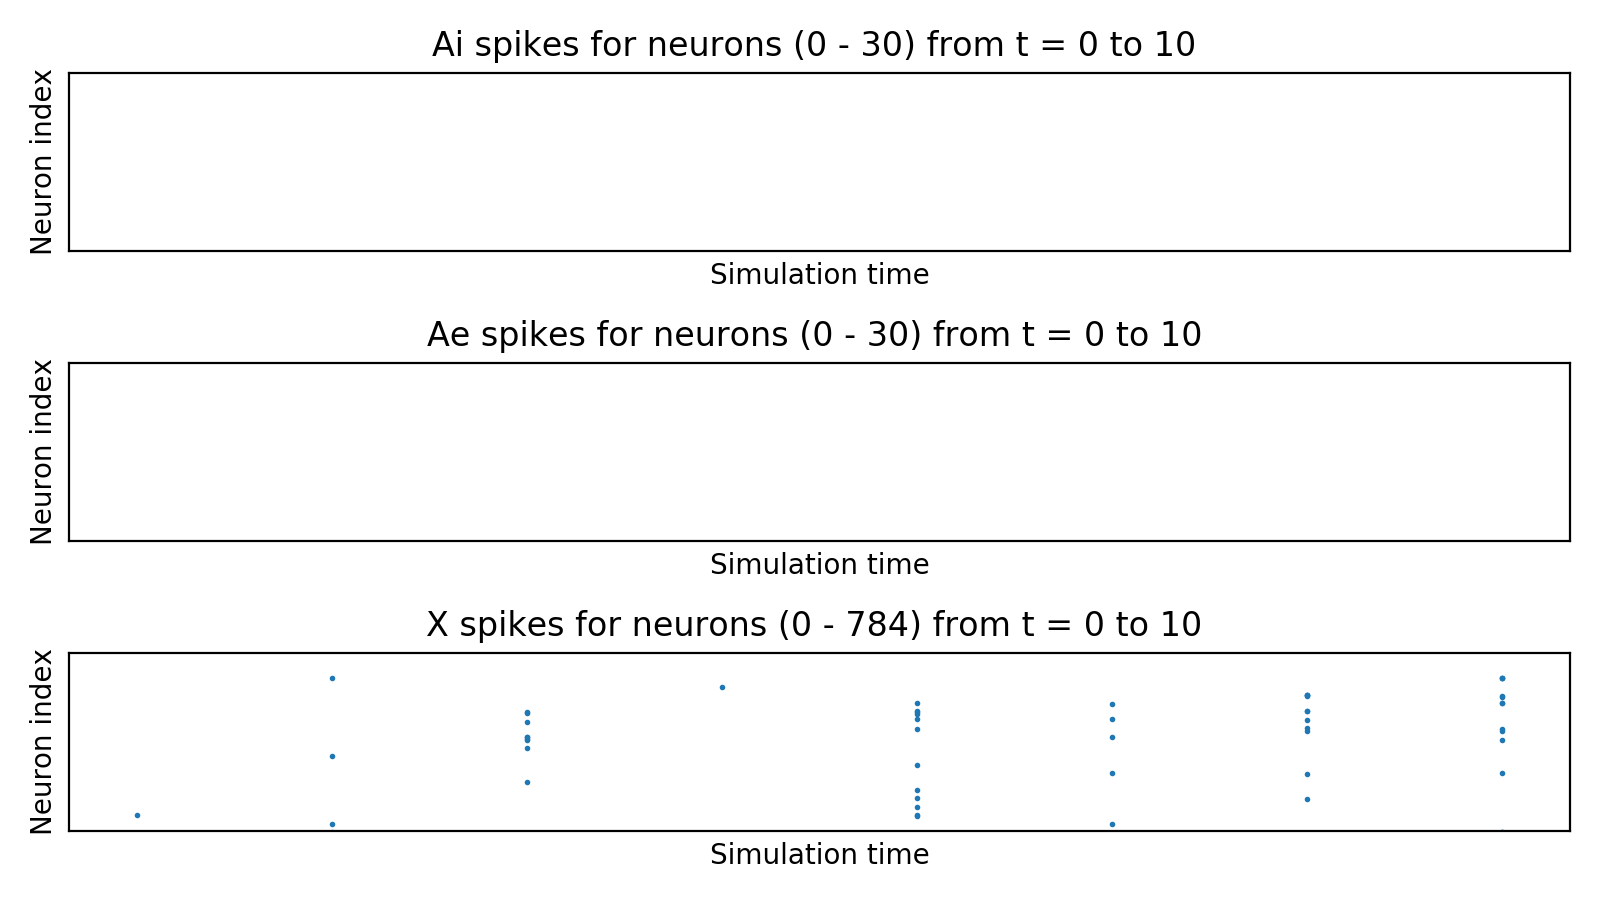 Ai spikes for neurons (0 - 30) from t = 0 to 10
Neuron index
Simulation time
Ae spikes for neurons (0 - 30) from t = 0 to 10
Neuron index
Simulation time
X spikes for neurons (0 - 784) from t = 0 to 10
Neuron index
Simulation time